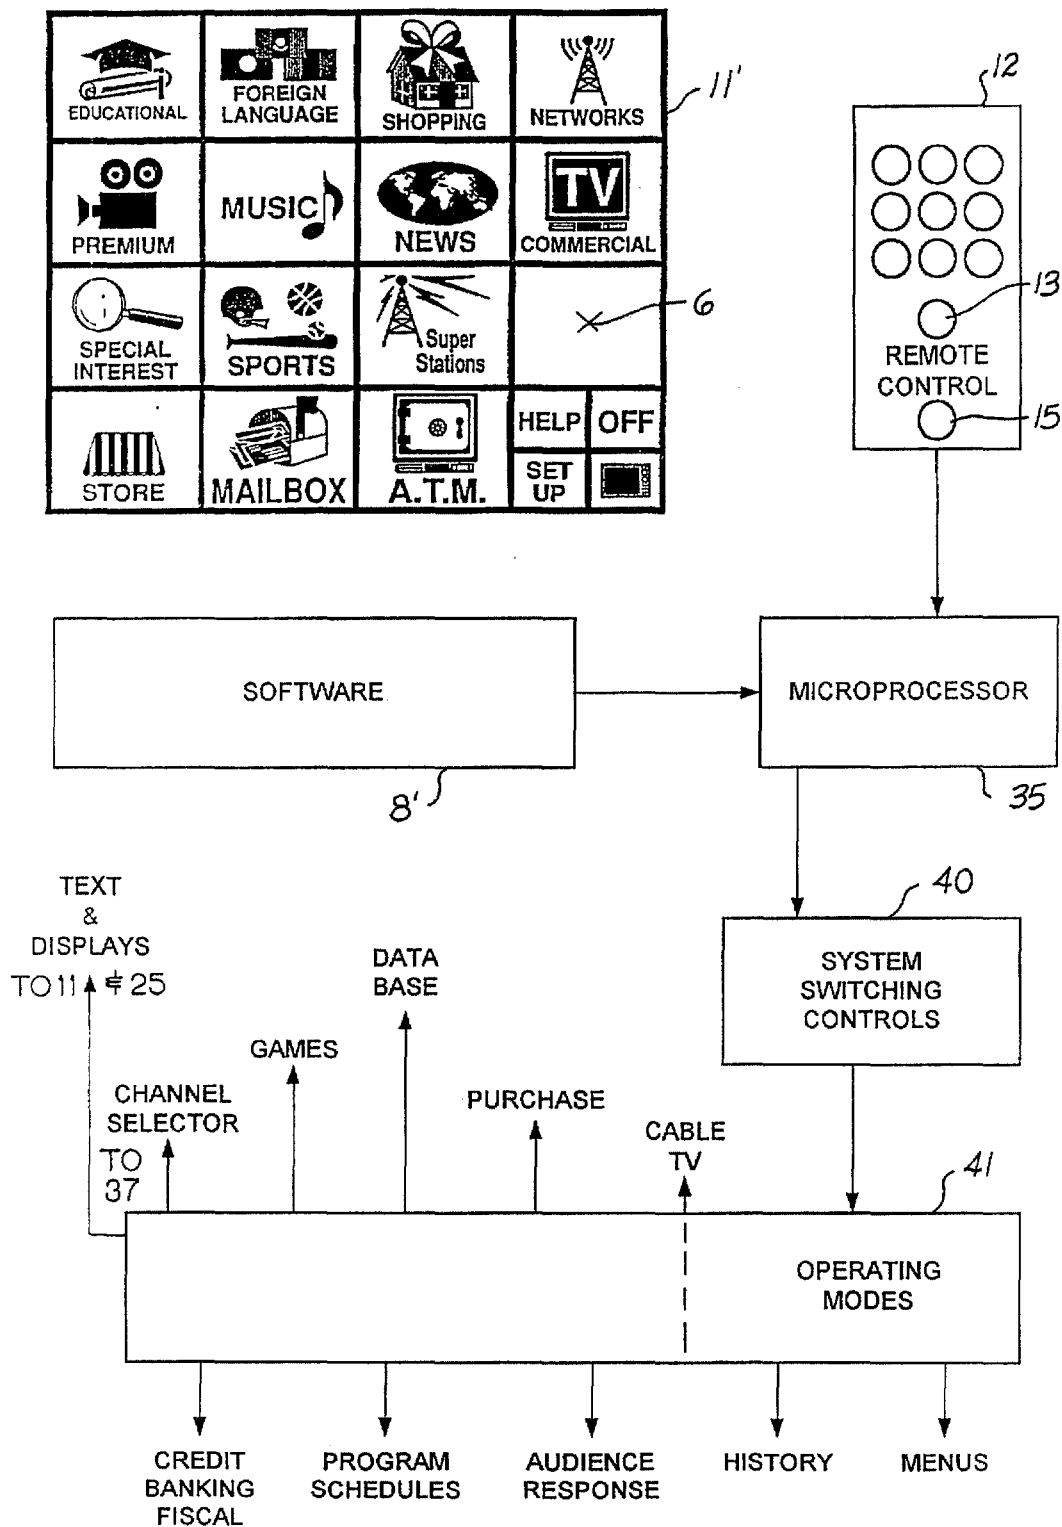 EDUCATIONAL
FOREIGN
LANGUAGE
SHOPPING
NETWORKS
11'
12
PREMIUM
MUSIC
NEWS
TV
COMMERCIAL
SPECIAL
INTEREST
SPORTS
Super
Stations
6
13
REMOTE
CONTROL
15
STORE
MAILBOX
A.T.M.
HELP
OFF
SET
UP
SOFTWARE
8'
MICROPROCESSOR
35
TEXT
&
DISPLAYS
TO 11 & 25
40
SYSTEM
SWITCHING
CONTROLS
DATA
BASE
GAMES
CHANNEL
SELECTOR
TO
37
PURCHASE
CABLE
TV
41
OPERATING
MODES
CREDIT
BANKING
FISCAL
PROGRAM
SCHEDULES
AUDIENCE
RESPONSE
HISTORY
MENUS